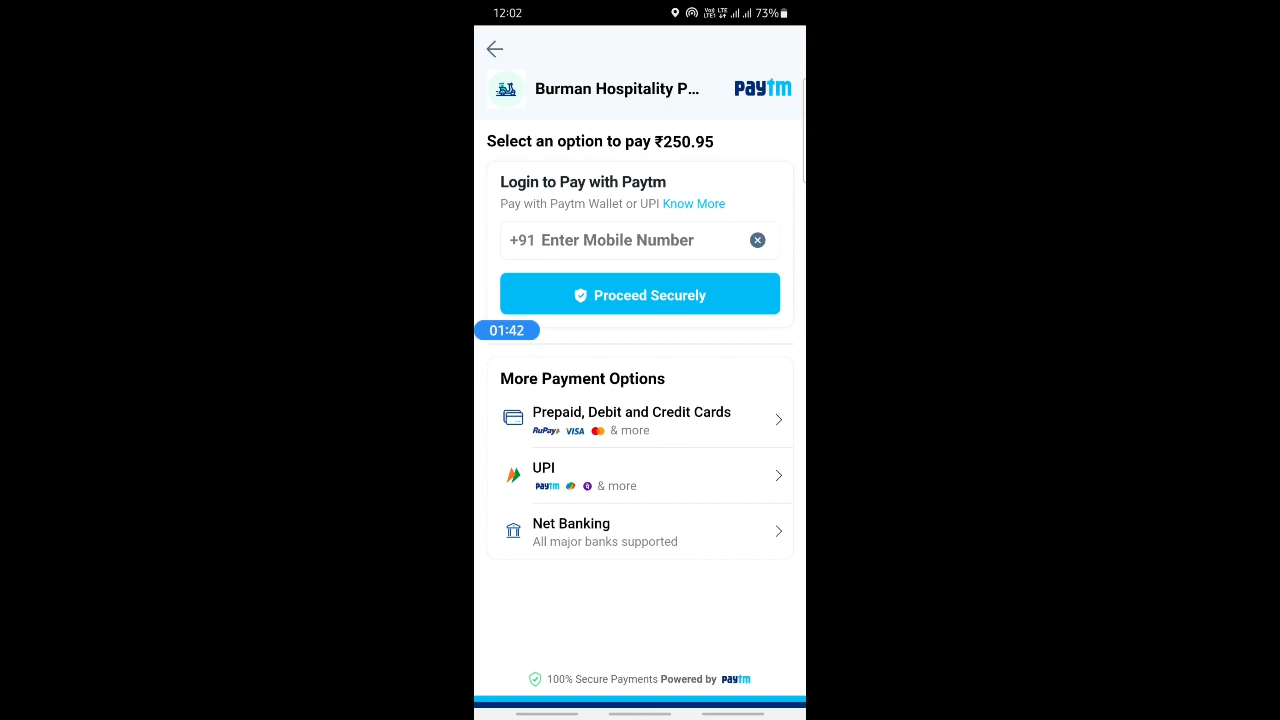 12:02
Vo) LTE
LTE1
73%
Burman Hospitality P...
paytm
Select an option to pay ₹250.95
Login to Pay with Paytm
Pay with Paytm Wallet or UPI Know More
+91 Enter Mobile Number
Proceed Securely
01:42
More Payment Options
Prepaid, Debit and Credit Cards
RuPay VISA & more
UPI
paytm & more
Net Banking
All major banks supported
100% Secure Payments Powered by paytm